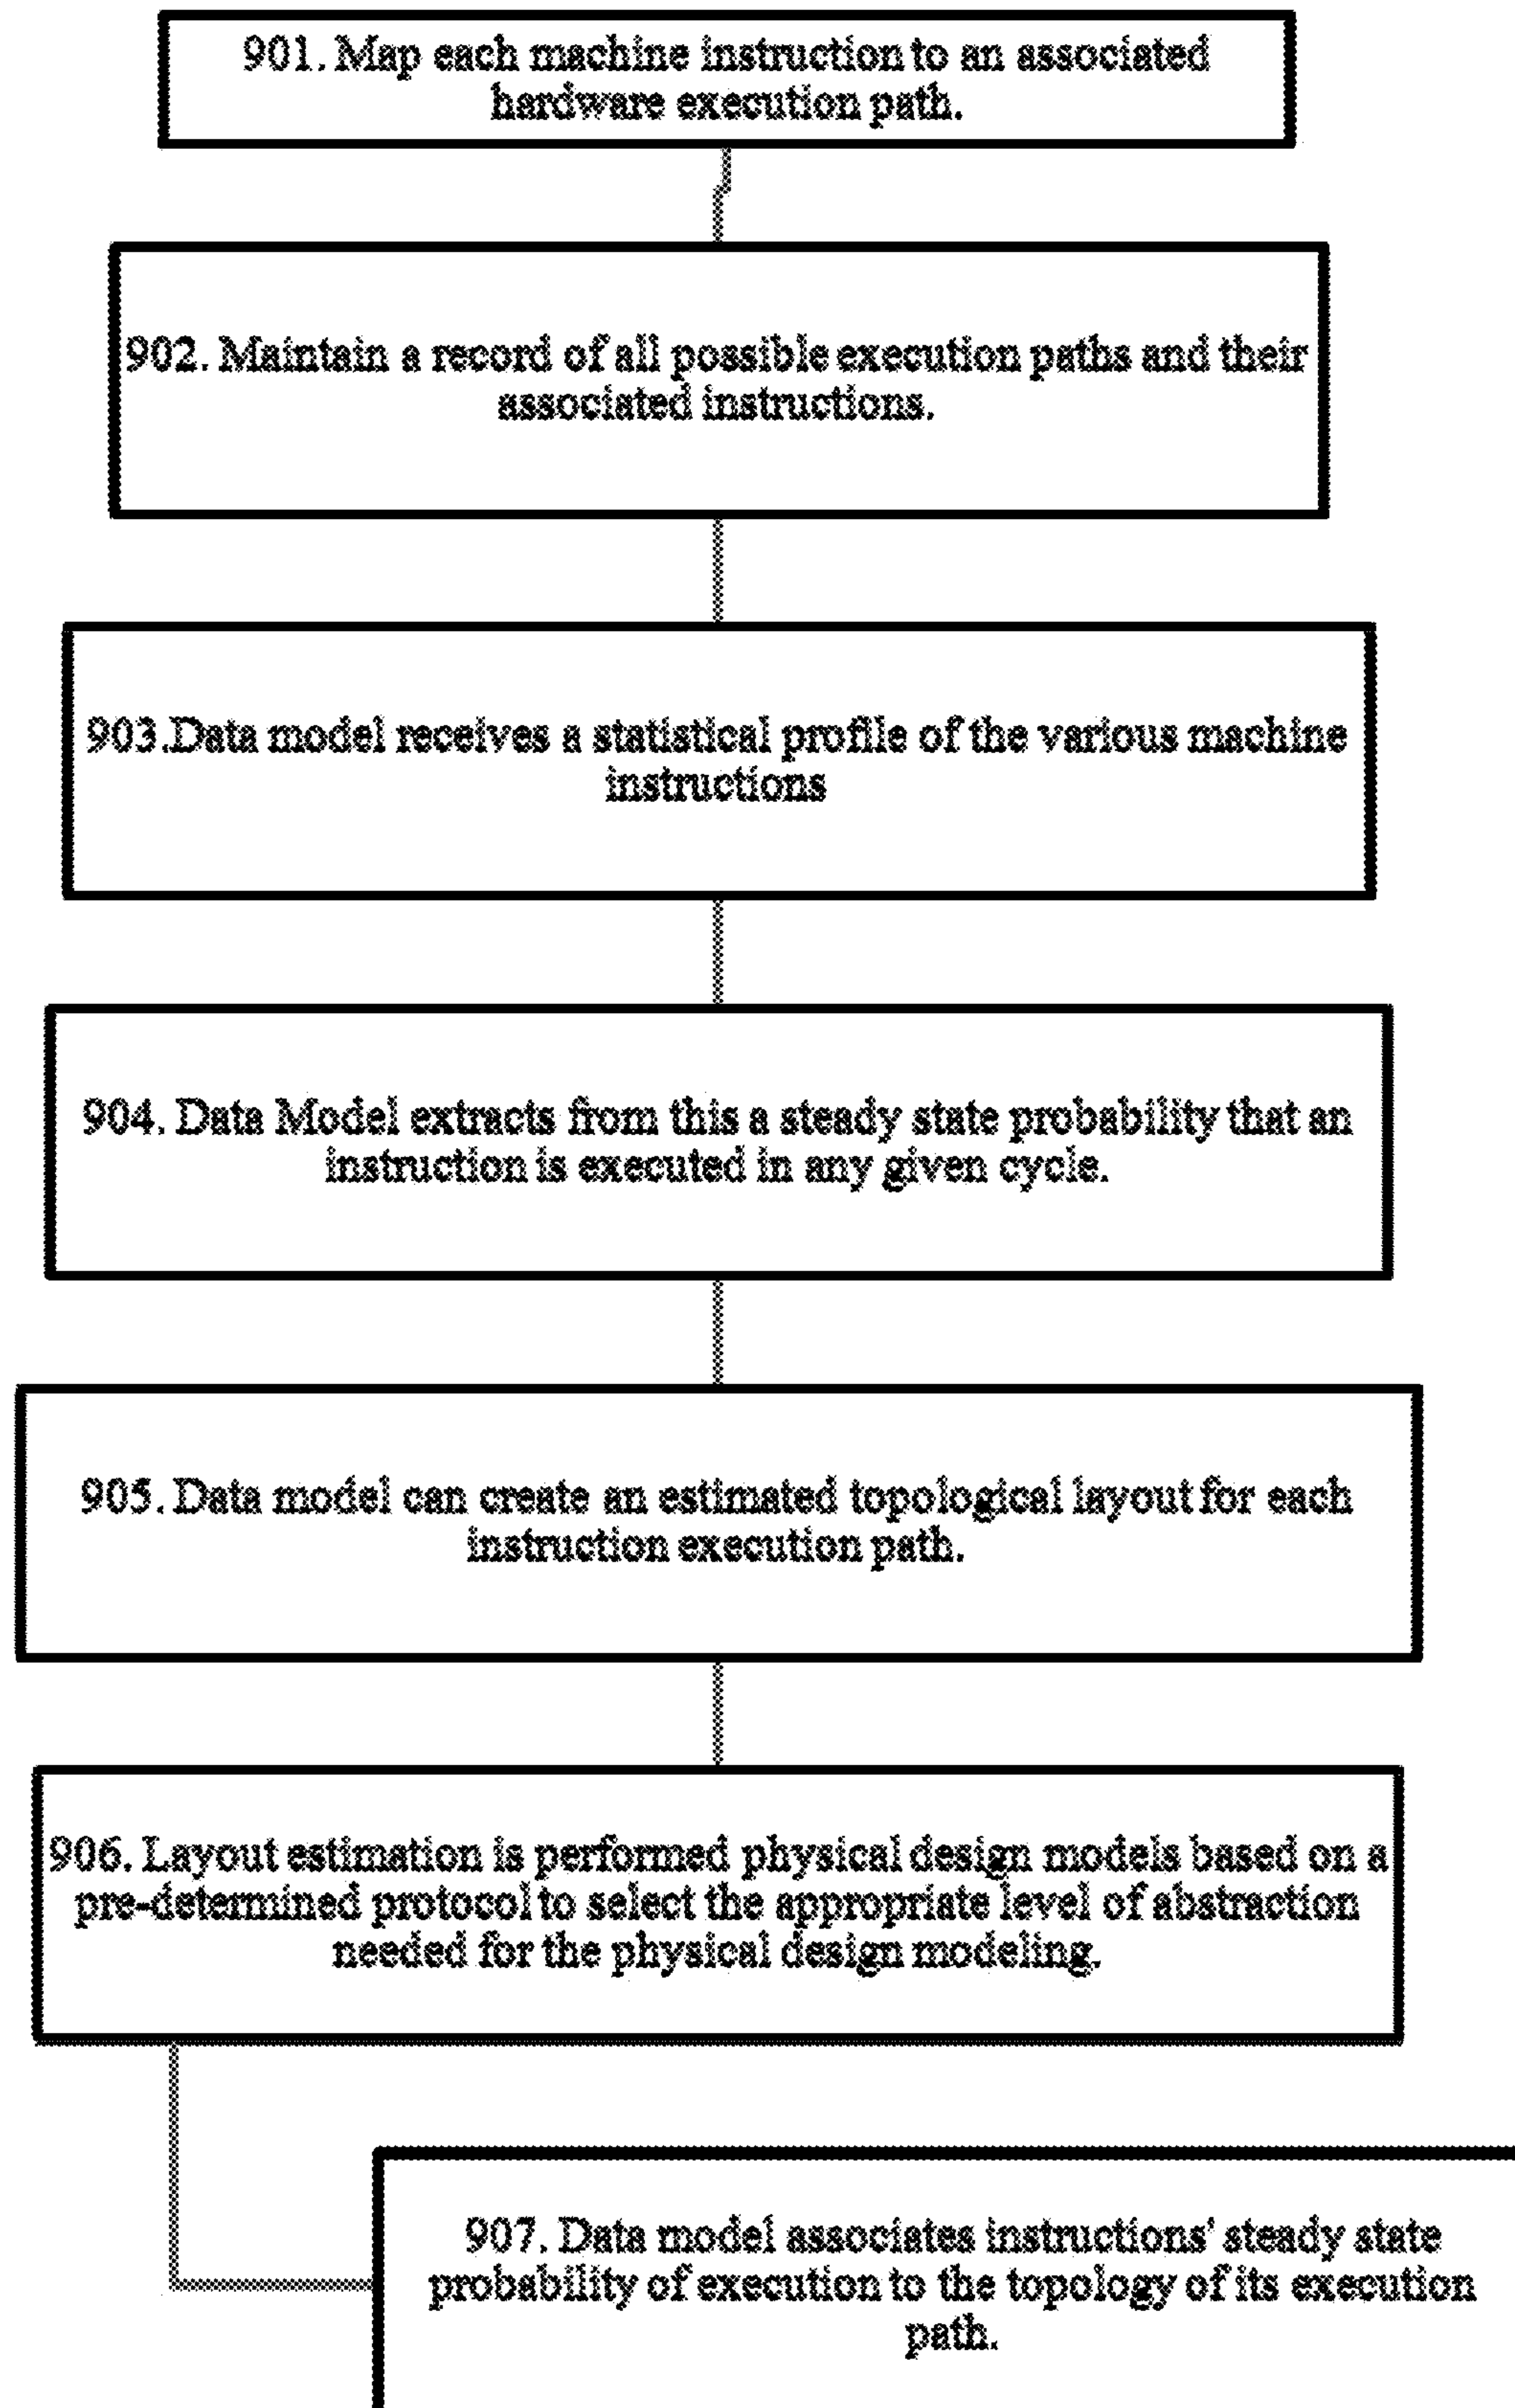 901. Map each machine instruction to an associated
hardware execution path.
902. Maintain a record of all possible execution paths and their
associated instructions.
903.Data model receives a statistical profile of the various machine
instructions
904. Data Model extracts from this a steady state probability that an
instruction is executed in any given cycle.
905. Data model can create an estimated topological layout for each
instruction execution path.
906. Layout estimation is performed physical design models based on a
pre-determined protocol to select the appropriate level of abstraction
needed for the physical design modeling.
907. Data model associates instructions' steady state
probability of execution to the topology of its execution
path.